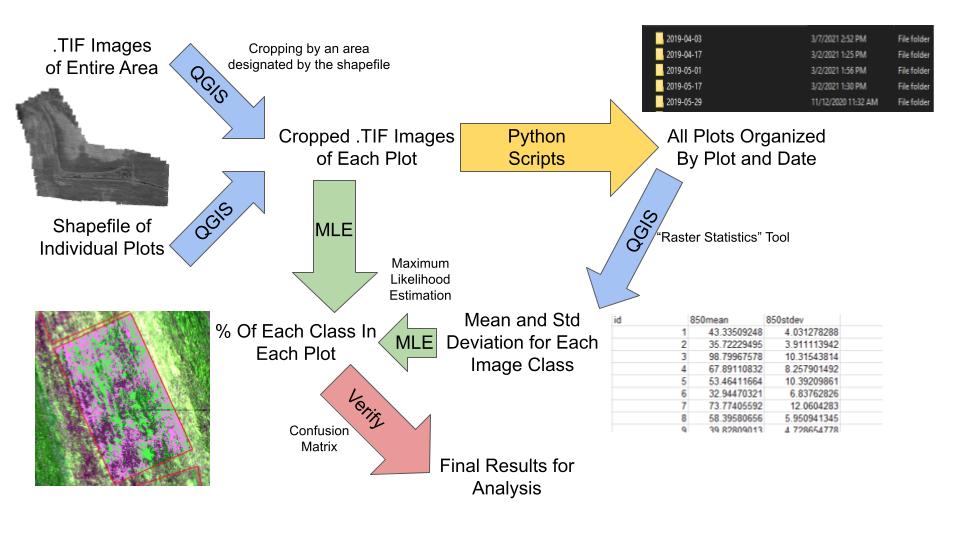 .TIF Images
of Entire Area
QGIS
Cropping by an area
designated by the shapefile
2019-04-03 3/7/2021 2:52 PM File folder
2019-04-17 3/2/2021 1:25 PM File folder
2019-05-01 3/2/2021 1:56 PM File folder
2019-05-17 3/2/2021 1:30 PM File folder
2019-05-29 11/12/2020 11:32 AM File folder
Cropped .TIF Images
of Each Plot
Python
Scripts
All Plots Organized
By Plot and Date
Shapefile of
Individual Plots
QGIS
MLE
QGIS
"Raster Statistics" Tool
Maximum
Likelihood
Estimation
% Of Each Class In
Each Plot
MLE
Mean and Std
Deviation for Each
Image Class
id 850mean 850stdev
1 43.33509248 4.031278288
2 35.72229495 3.911113942
3 98.79967578 10.31543814
4 67.89110832 8.257901492
5 53.46411664 10.39209861
6 32.94470321 6.83762826
7 73.77405592 12.0604283
8 58.39580656 5.950941345
9 39.82809013 4.728654778
Verify
Confusion
Matrix
Final Results for
Analysis